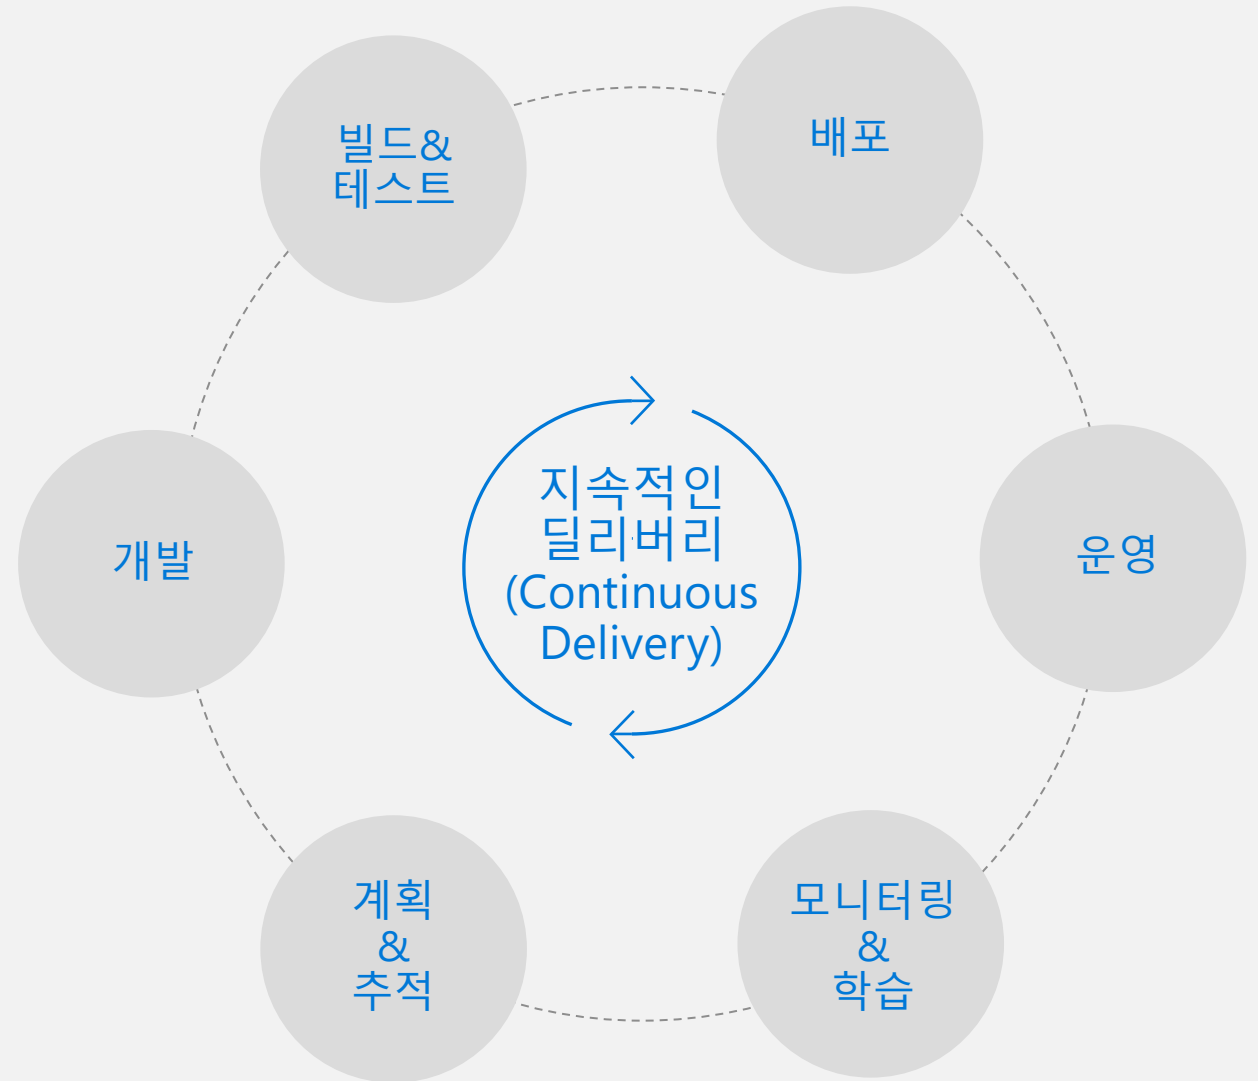 빌드&
테스트
배포
개발
지속적인
딜리버리
(Continuous
Delivery)
운영
계획
&
추적
모니터링
&
학습